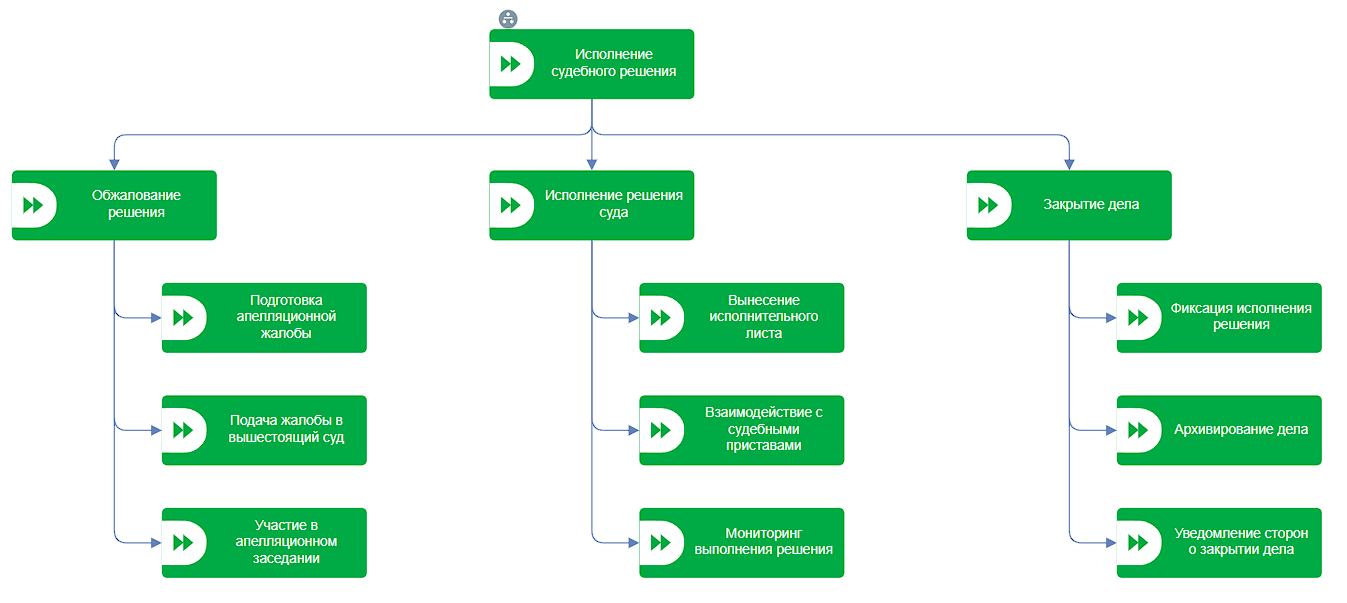 Исполнение
судебного решения
Обжалование
решения
Исполнение решения
суда
Закрытие дела
Подготовка
апелляционной
жалобы
Вынесение
исполнительного
листа
Фиксация исполнения
решения
Подача жалобы в
вышестоящий суд
Взаимодействие с
судебными
приставами
Архивирование дела
Участие в
апелляционном
заседании
Мониторинг
выполнения решения
Уведомление сторон
о закрытии дела